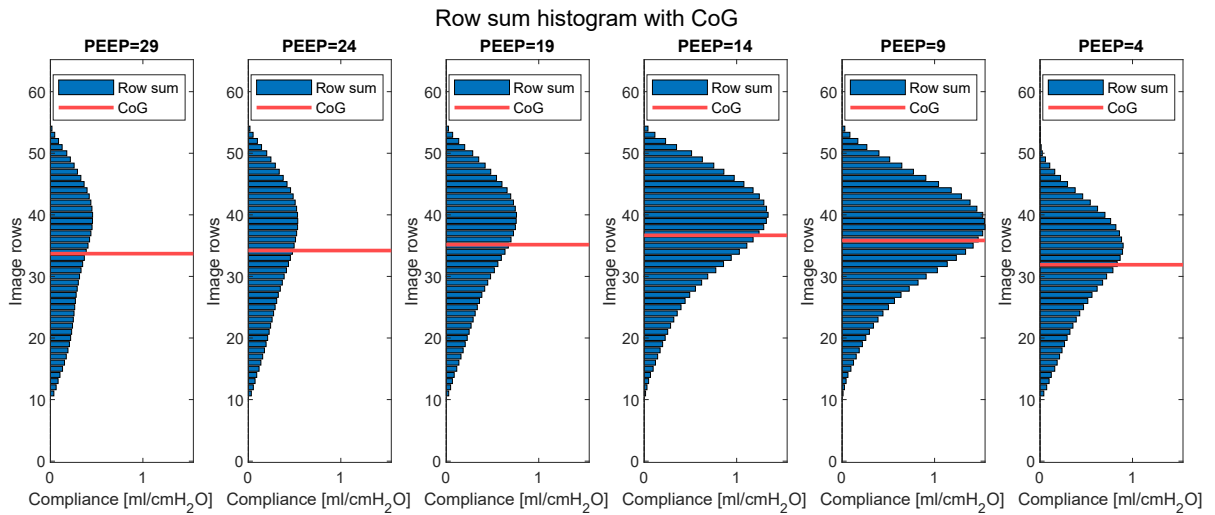 Row sum histogram with CoG
PEEP=29
Row sum
CoG
Image rows
60
50
40
30
20
10
0
0
1
Compliance [ml/cmH₂O]
PEEP=24
Row sum
CoG
Image rows
60
50
40
30
20
10
0
0
1
Compliance [ml/cmH₂O]
PEEP=19
Row sum
CoG
Image rows
60
50
40
30
20
10
0
0
1
Compliance [ml/cmH₂O]
PEEP=14
Row sum
CoG
Image rows
60
50
40
30
20
10
0
0
1
Compliance [ml/cmH₂O]
PEEP=9
Row sum
CoG
Image rows
60
50
40
30
20
10
0
0
1
Compliance [ml/cmH₂O]
PEEP=4
Row sum
CoG
Image rows
60
50
40
30
20
10
0
0
1
Compliance [ml/cmH₂O]